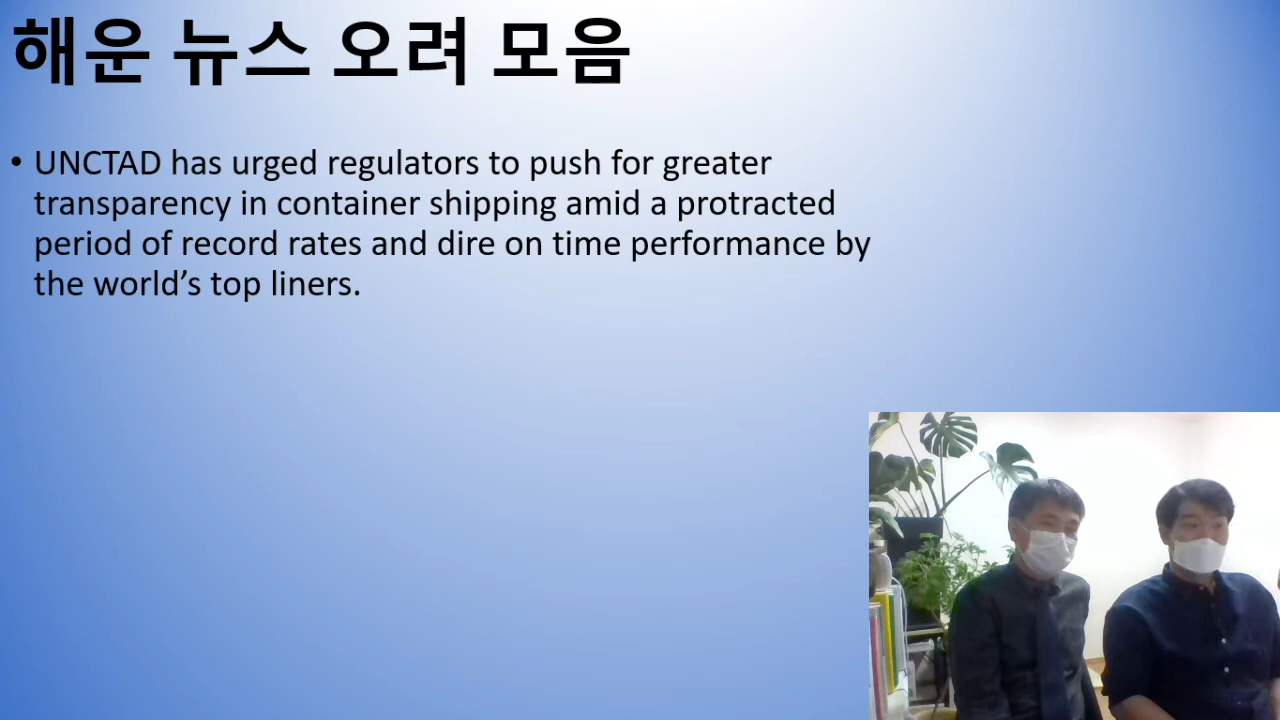 해운 뉴스 오려 모음
• UNCTAD has urged regulators to push for greater
transparency in container shipping amid a protracted
period of record rates and dire on time performance by
the world’s top liners.